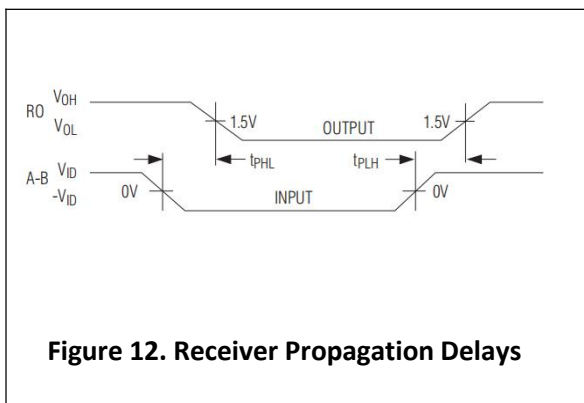 RO VOH
VOL
1.5V
OUTPUT
1.5V
tPHL
tPLH
A-B VID
-VID
0V
INPUT
0V
Figure 12. Receiver Propagation Delays